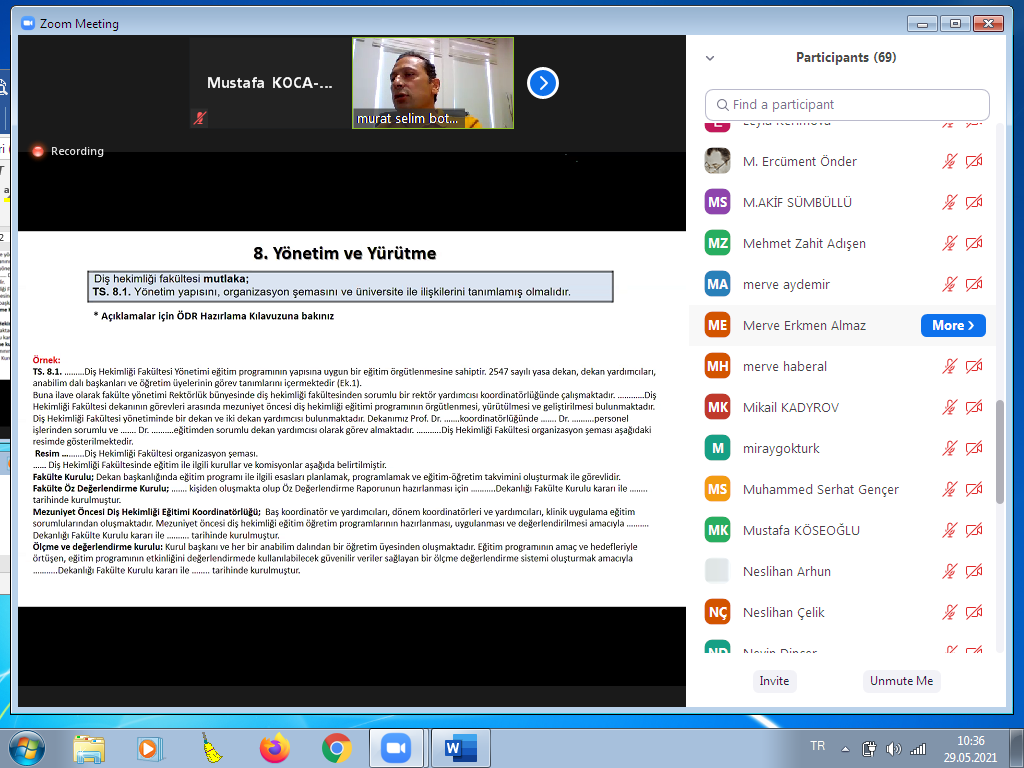 Zoom Meeting
Mustafa KOCA-...
murat selim bot...
Recording
8. Yönetim ve Yürütme
Diş hekimliği fakültesi mutlaka;
TS. 8.1. Yönetim yapısını, organizasyon şemasını ve üniversite ile ilişkilerini tanımlamış olmalıdır.
* Açıklamalar için ÖDR Hazırlama Kılavuzuna bakınız
Örnek:
TS. 8.1. .........Diş Hekimliği Fakültesi Yönetimi eğitim programının yapısına uygun bir eğitim örgütlenmesine sahiptir. 2547 sayılı yasa dekan, dekan yardımcıları,
anabilim dalı başkanları ve öğretim üyelerinin görev tanımlarını içermektedir (Ek.1).
Buna ilave olarak fakülte yönetimi Rektörlük bünyesinde diş hekimliği fakültesinden sorumlu bir rektör yardımcısı koordinatörlüğünde çalışmaktadır. ............Diş
Hekimliği Fakültesi dekanının görevleri arasında mezuniyet öncesi diş hekimliği eğitimi programının örgütlenmesi, yürütülmesi ve geliştirilmesi bulunmaktadır.
Diş Hekimliği Fakültesi yönetiminde bir dekan ve iki dekan yardımcısı bulunmaktadır. Dekanımız Prof. Dr. .......koordinatörlüğünde ....... Dr. ..........personel
işlerinden sorumlu ve ....... Dr. ..........eğitimden sorumlu dekan yardımcısı olarak görev almaktadır. ...........Diş Hekimliği Fakültesi organizasyon şeması aşağıdaki
resimde gösterilmektedir.
Resim ...........Diş Hekimliği Fakültesi organizasyon şeması.
...... Diş Hekimliği Fakültesinde eğitim ile ilgili kurullar ve komisyonlar aşağıda belirtilmiştir.
Fakülte Kurulu; Dekan başkanlığında eğitim programı ile ilgili esasları planlamak, programlamak ve eğitim-öğretim takvimini oluşturmak ile görevlidir.
Fakülte Öz Değerlendirme Kurulu; ....... kişiden oluşmakta olup Öz Değerlendirme Raporunun hazırlanması için ...........Dekanlığı Fakülte Kurulu kararı ile ........
tarihinde kurulmuştur.
Mezuniyet Öncesi Diş Hekimliği Eğitimi Koordinatörlüğü; Baş koordinatör ve yardımcıları, dönem koordinatörleri ve yardımcıları, klinik uygulama eğitim
sorumlularından oluşmaktadır. Mezuniyet öncesi diş hekimliği eğitim öğretim programlarının hazırlanması, uygulanması ve değerlendirilmesi amacıyla ..........
Dekanlığı Fakülte Kurulu kararı ile .......... tarihinde kurulmuştur.
Ölçme ve değerlendirme kurulu: Kurul başkanı ve her bir anabilim dalından bir öğretim üyesinden oluşmaktadır. Eğitim programının amaç ve hedefleriyle
örtüşen, eğitim programının etkinliğini değerlendirmede kullanılabilecek güvenilir veriler sağlayan bir ölçme değerlendirme sistemi oluşturmak amacıyla
...........Dekanlığı Fakülte Kurulu kararı ile ........ tarihinde kurulmuştur.
Participants (69)
Find a participant
Leyla Kerimova
M. Ercüment Önder
MS M.AKİF SÜMBÜLLÜ
MZ Mehmet Zahit Adışen
MA merve aydemir
ME Merve Erkmen Almaz More
MH merve haberal
MK Mikail KADYROV
M miraygokturk
MS Muhammed Serhat Gençer
MK Mustafa KÖSEOĞLU
Neslihan Arhun
NÇ Neslihan Çelik
ND Nevin Dinçer
Invite
Unmute Me
TR
10:36
29.05.2021